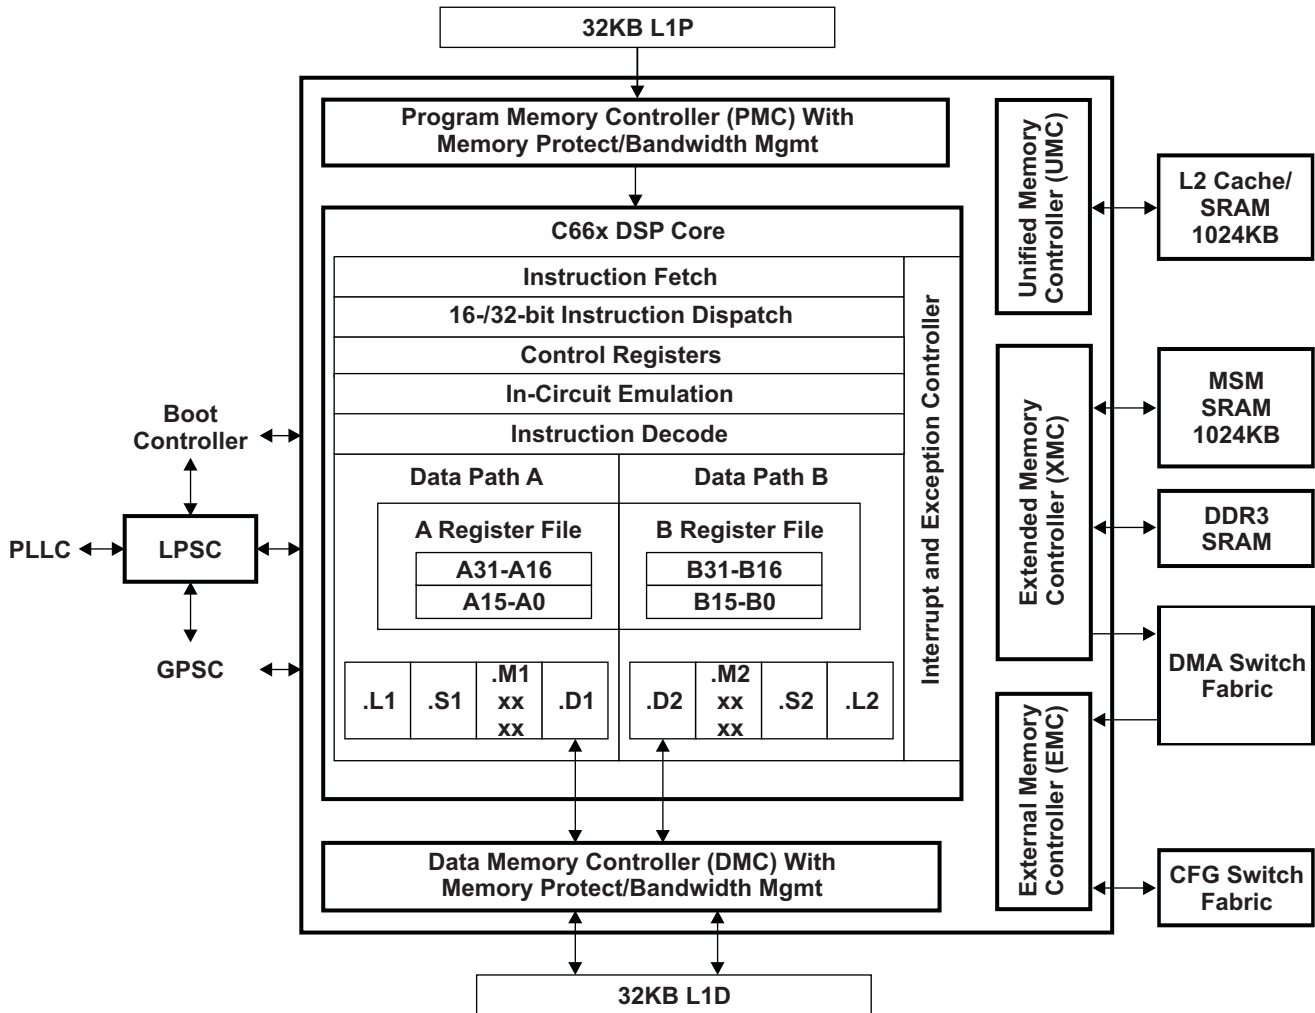 32KB L1P
Program Memory Controller (PMC) With
Memory Protect/Bandwidth Mgmt
C66x DSP Core
Instruction Fetch
16-/32-bit Instruction Dispatch
Control Registers
In-Circuit Emulation
Instruction Decode
Data Path A
Data Path B
A Register File
B Register File
A31-A16
A15-A0
B31-B16
B15-B0
.L1
.S1
.M1
xx
xx
.D1
.D2
.M2
xx
xx
.S2
.L2
Interrupt and Exception Controller
Data Memory Controller (DMC) With
Memory Protect/Bandwidth Mgmt
32KB L1D
Boot
Controller
PLLC
LPSC
GPSC
Unified Memory
Controller (UMC)
Extended Memory
Controller (XMC)
External Memory
Controller (EMC)
L2 Cache/
SRAM
1024KB
MSM
SRAM
1024KB
DDR3
SRAM
DMA Switch
Fabric
CFG Switch
Fabric